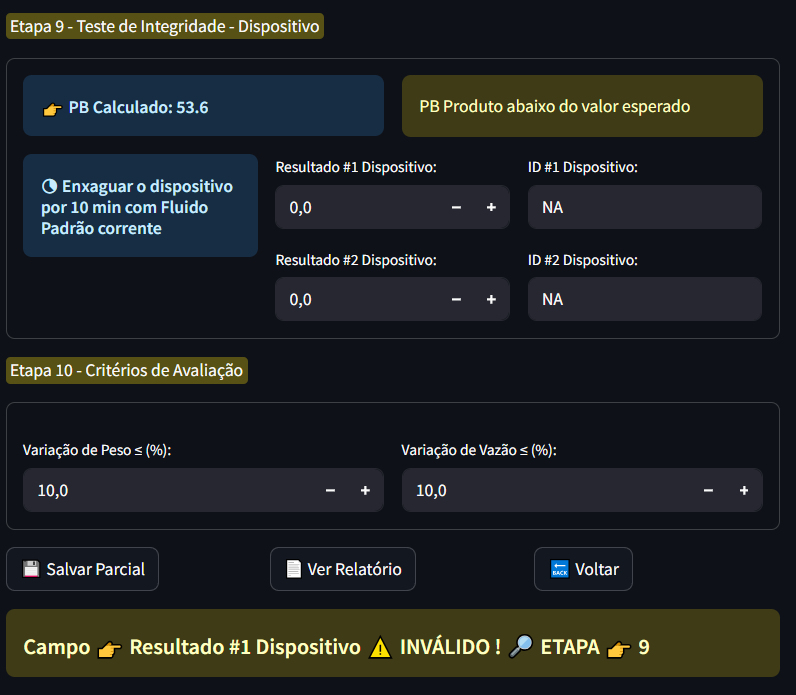 Etapa 9 - Teste de Integridade - Dispositivo
👉 PB Calculado: 53.6
PB Produto abaixo do valor esperado
🌖 Enxaguar o dispositivo
por 10 min com Fluido
Padrão corrente
Resultado #1 Dispositivo:
ID #1 Dispositivo:
0,0
NA
Resultado #2 Dispositivo:
ID #2 Dispositivo:
0,0
NA
Etapa 10 - Critérios de Avaliação
Variação de Peso ≤ (%):
Variação de Vazão ≤ (%):
10,0
10,0
💾 Salvar Parcial
📄 Ver Relatório
🔙 Voltar
Campo 👉 Resultado #1 Dispositivo ⚠️ INVÁLIDO ! 🔎 ETAPA 👉 9